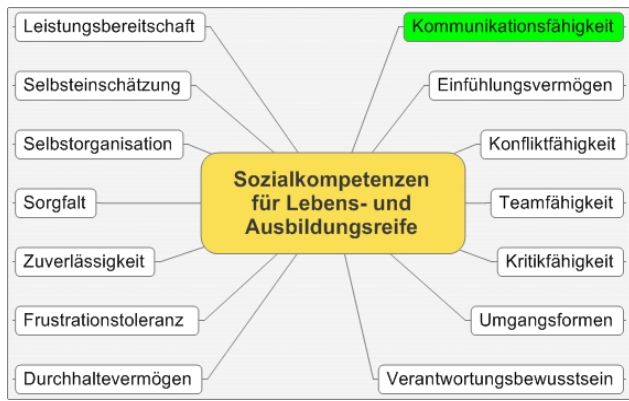 Leistungsbereitschaft
Kommunikationsfähigkeit
Selbsteinschätzung
Einfühlungsvermögen
Selbstorganisation
Konfliktfähigkeit
Sozialkompetenzen
für Lebens- und
Ausbildungsreife
Sorgfalt
Teamfähigkeit
Zuverlässigkeit
Kritikfähigkeit
Frustrationstoleranz
Umgangsformen
Durchhaltevermögen
Verantwortungsbewusstsein